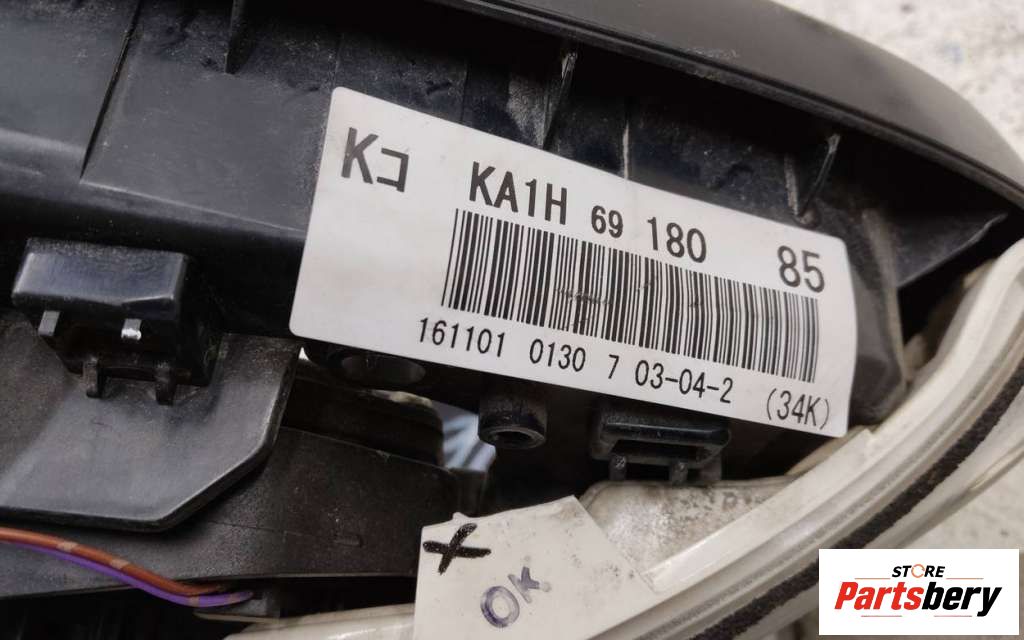 Kコ KA1H 69 180 85
161101 0130 7 03-04-2 (34K)
OK
STORE
Partsbery